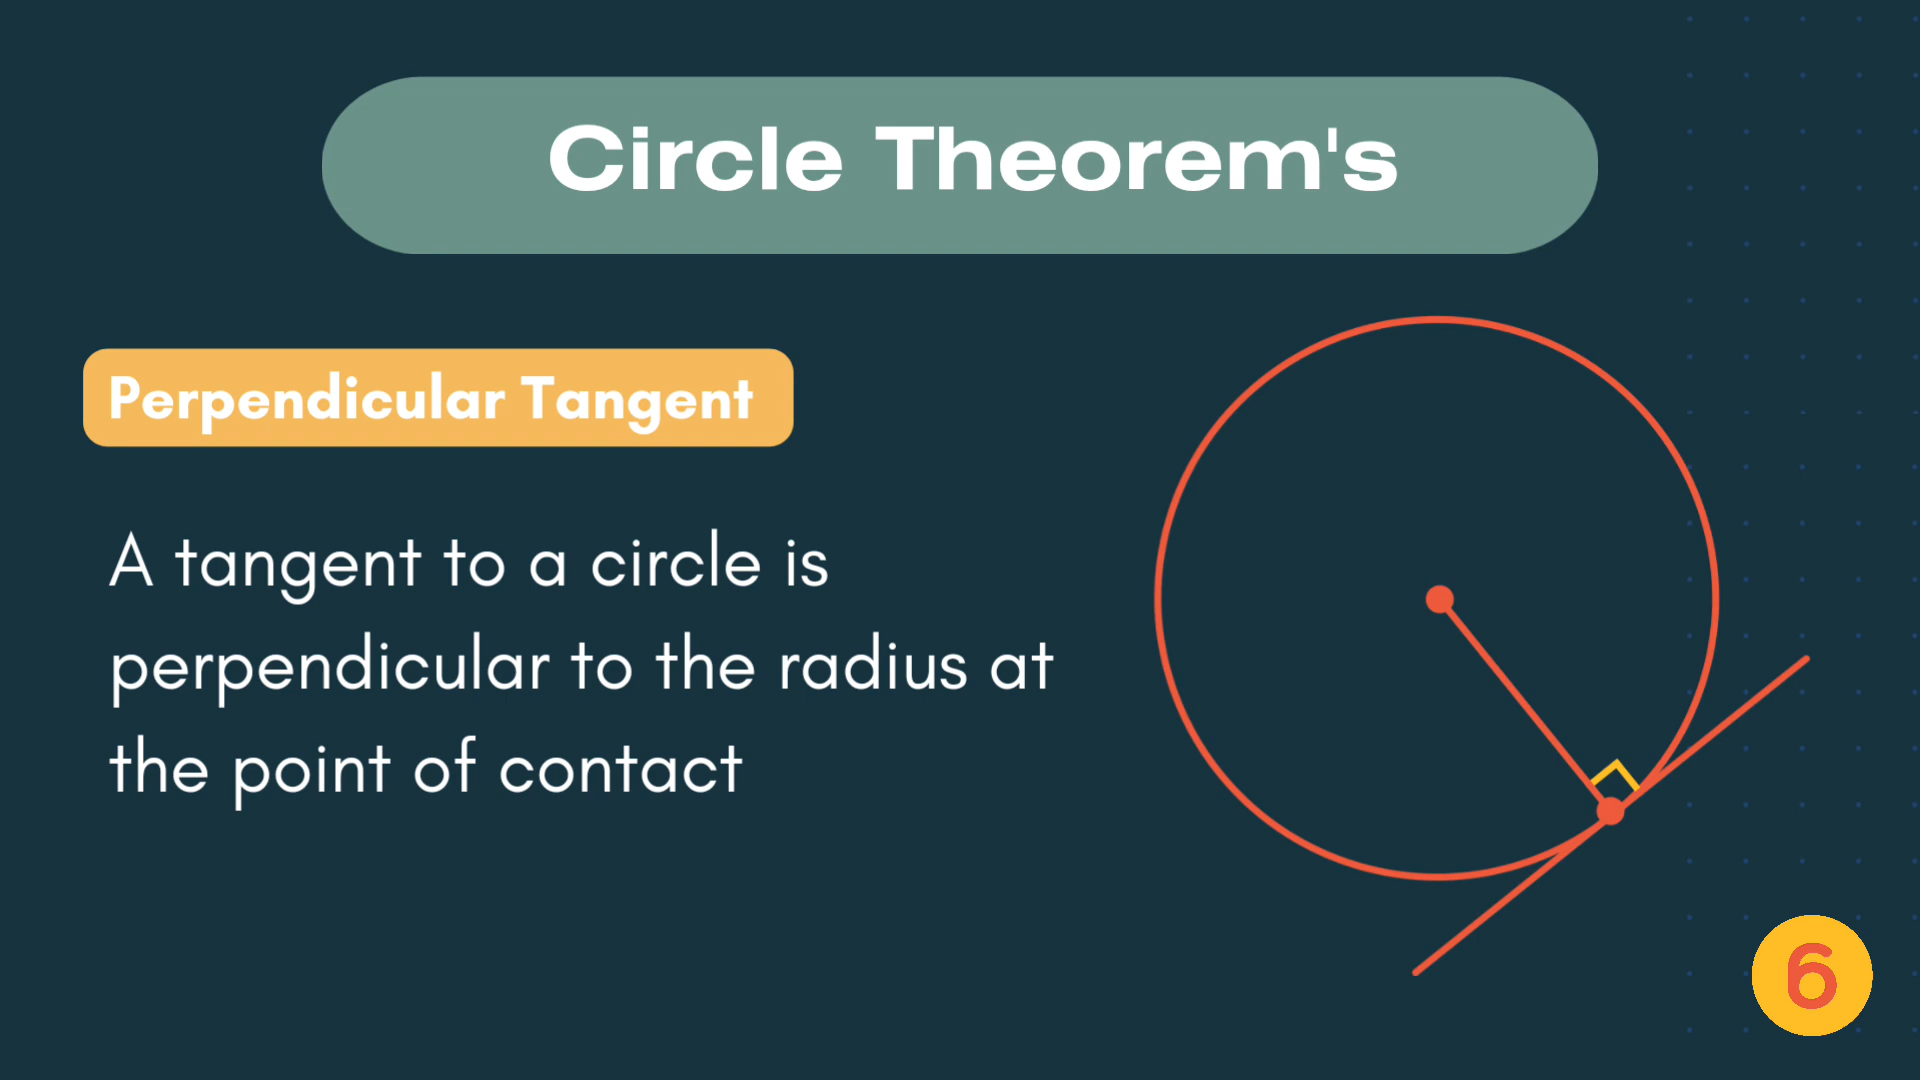 Circle Theorem's
Perpendicular Tangent
A tangent to a circle is
perpendicular to the radius at
the point of contact
6